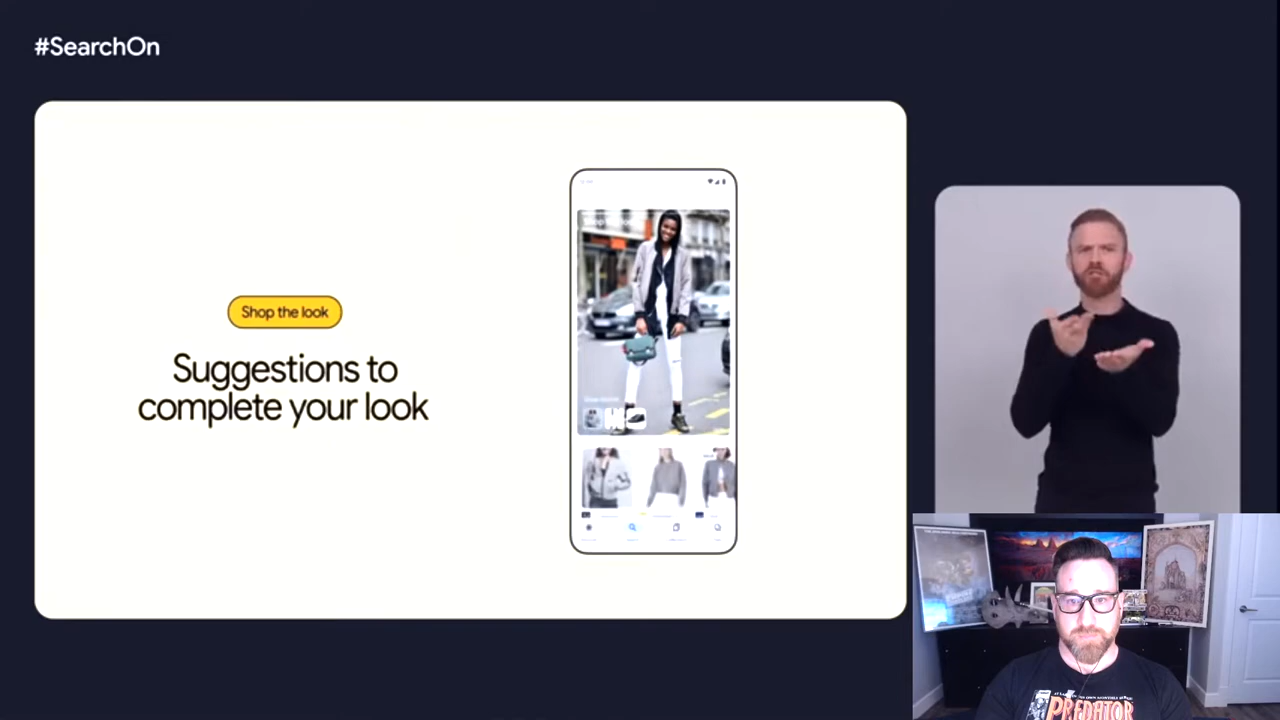 #SearchOn
Shop the look
Suggestions to
complete your look
PREDATOR